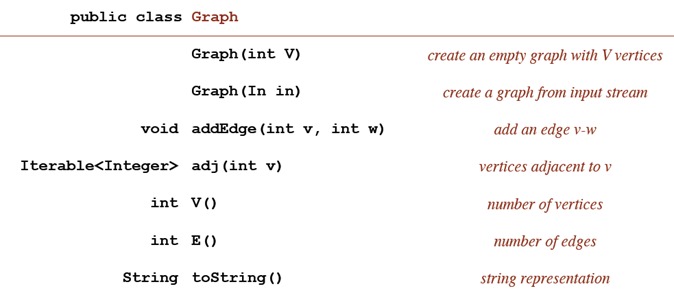 public class Graph
Graph(int V) create an empty graph with V vertices
Graph(In in) create a graph from input stream
void addEdge(int v, int w) add an edge v-w
Iterable<Integer> adj(int v) vertices adjacent to v
int V() number of vertices
int E() number of edges
String toString() string representation